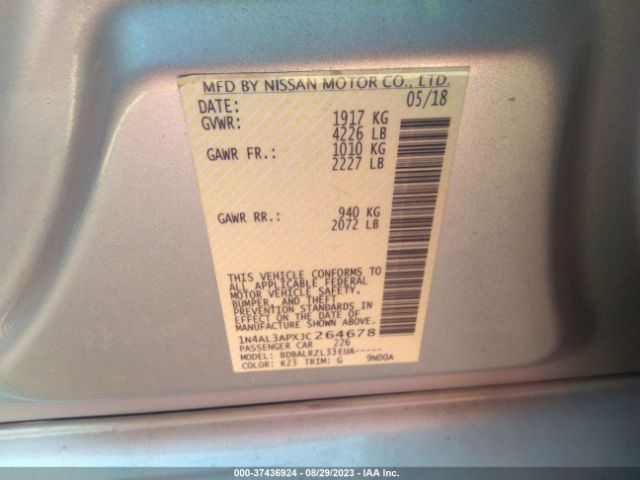 MFD BY NISSAN MOTOR CO., LTD.
DATE: 05/18
GVWR: 1917 KG
4226 LB
GAWR FR.: 1010 KG
2227 LB
GAWR RR.: 940 KG
2072 LB
THIS VEHICLE CONFORMS TO
ALL APPLICABLE FEDERAL
MOTOR VEHICLE SAFETY,
BUMPER, AND THEFT
PREVENTION STANDARDS IN
EFFECT ON THE DATE OF
MANUFACTURE SHOWN ABOVE.
1N4AL3APXJC264678
PASSENGER CAR 226
MODEL: BDBALRZL33EUA-----
COLOR: K23 TRIM: G 9N00A
000-37436924 - 08/29/2023 - IAA Inc.